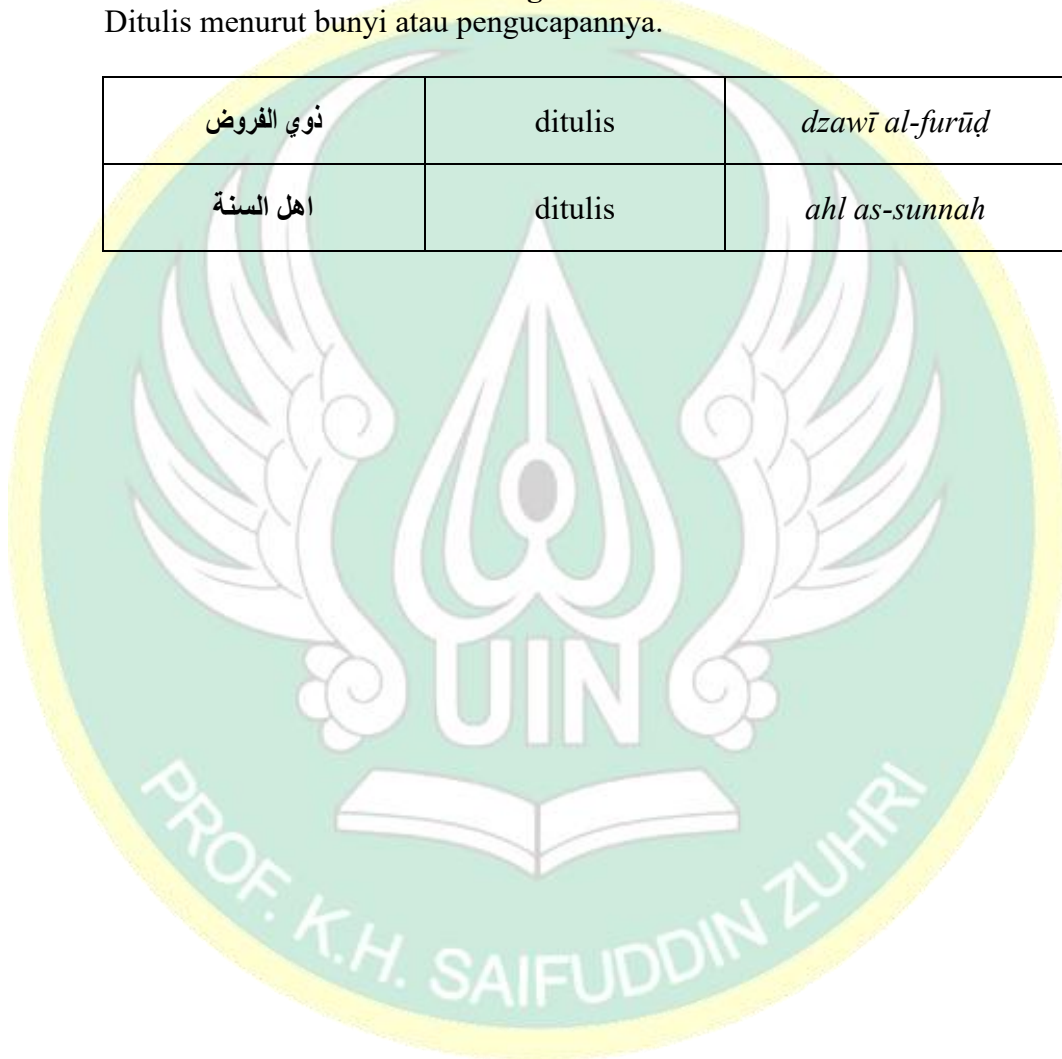 Ditulis menurut bunyi atau pengucapannya.
ذوي الفروض ditulis dzawī al-furūḍ
اهل السنة ditulis ahl as-sunnah
UIN
PROF. K.H. SAIFUDDIN ZUHRI